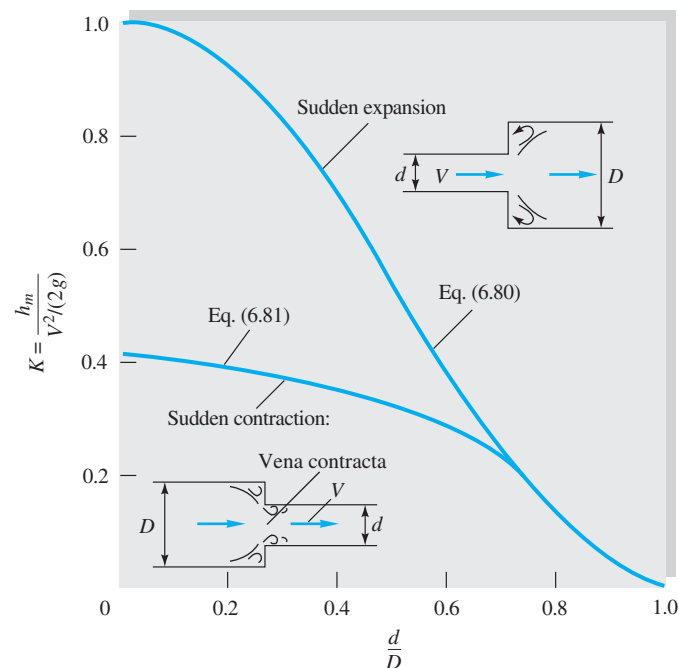 1.0
Sudden expansion
0.8
d
V
D
0.6
K = h_m / V²/(2g)
Eq. (6.80)
Eq. (6.81)
0.4
Sudden contraction:
Vena contracta
0.2
V
D
d
0
0.2
0.4
0.6
0.8
1.0
d
D